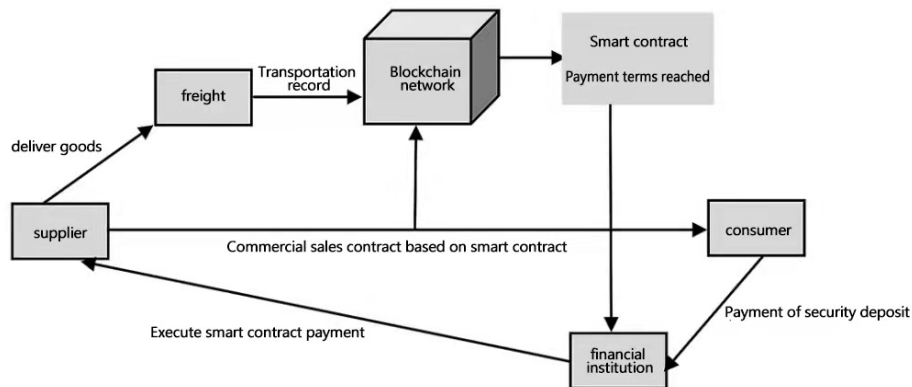 Smart contract
Payment terms reached
Blockchain
network
Transportation
record
freight
deliver goods
supplier
consumer
Commercial sales contract based on smart contract
Payment of security deposit
Execute smart contract payment
financial
institution